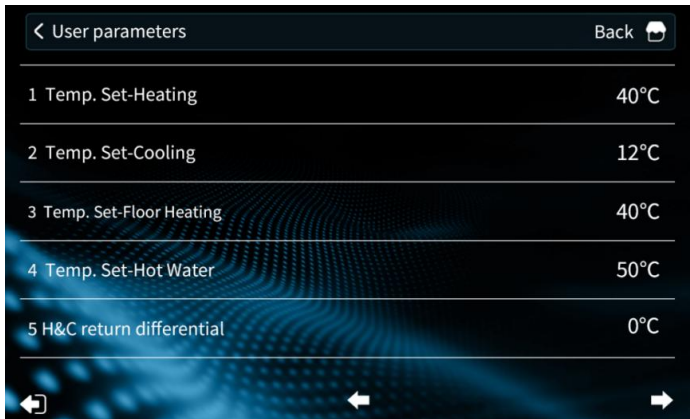 User parameters Back
1 Temp. Set-Heating 40°C
2 Temp. Set-Cooling 12°C
3 Temp. Set-Floor Heating 40°C
4 Temp. Set-Hot Water 50°C
5 H&C return differential 0°C